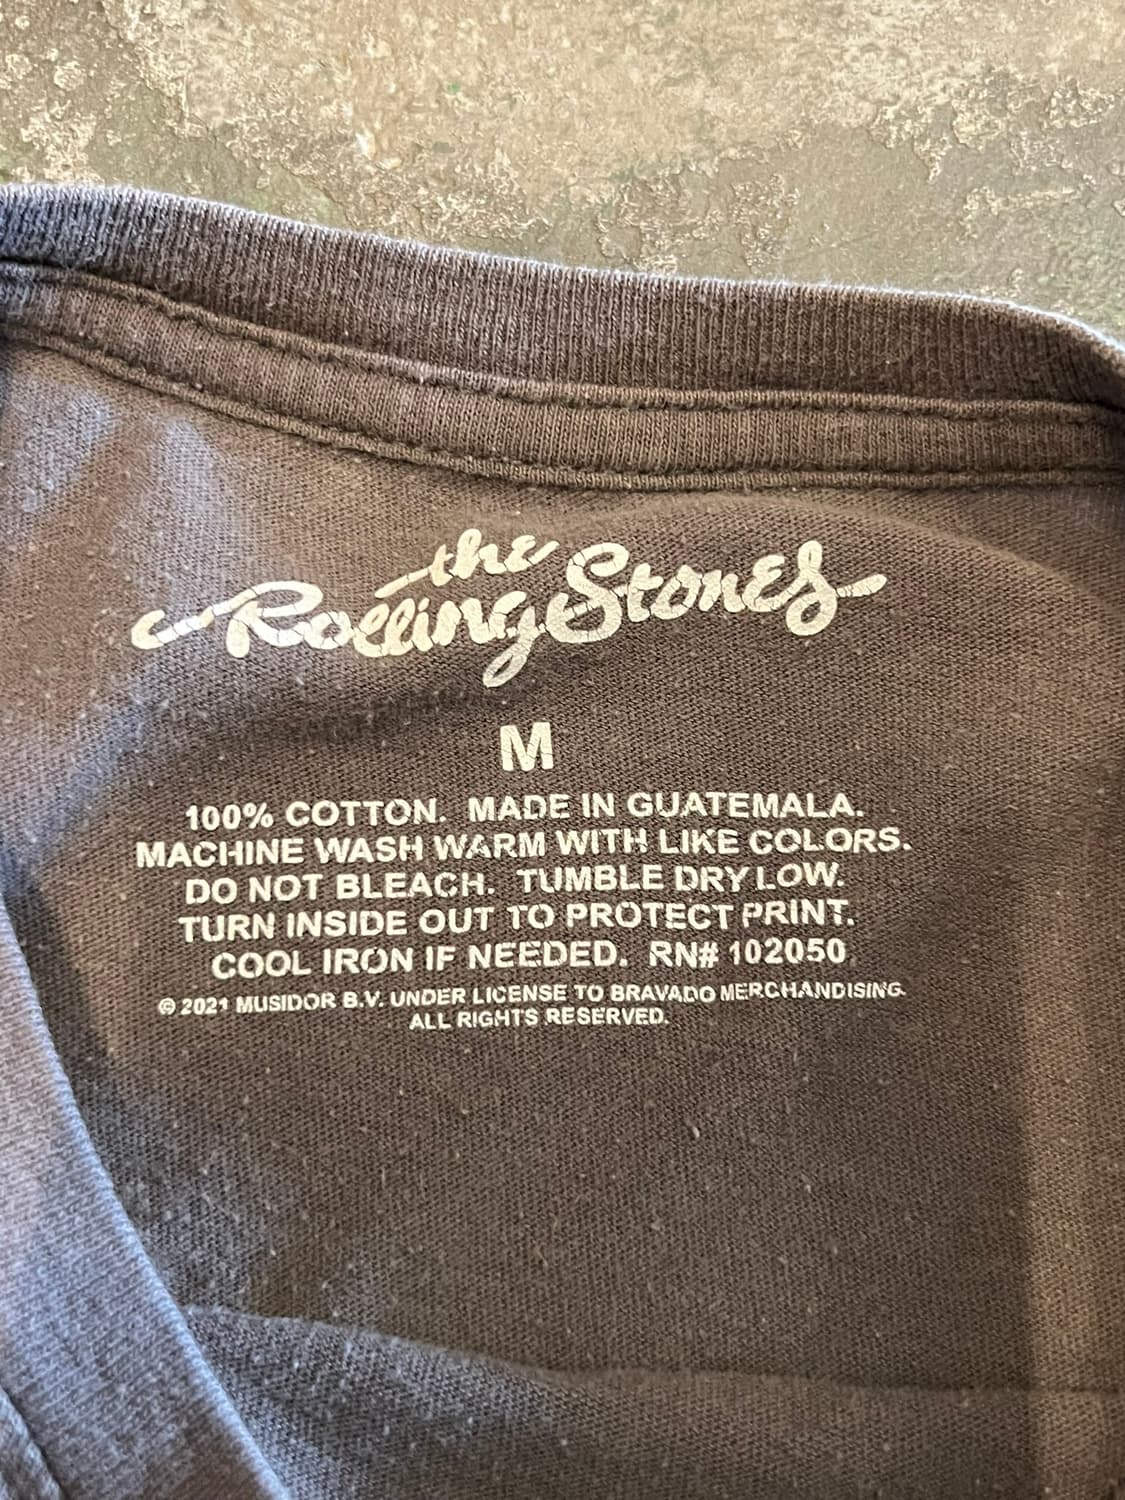 the
Rolling Stones
M
100% COTTON. MADE IN GUATEMALA.
MACHINE WASH WARM WITH LIKE COLORS.
DO NOT BLEACH. TUMBLE DRY LOW.
TURN INSIDE OUT TO PROTECT PRINT.
COOL IRON IF NEEDED. RN# 102050
© 2021 MUSIDOR B.V. UNDER LICENSE TO BRAVADO MERCHANDISING.
ALL RIGHTS RESERVED.